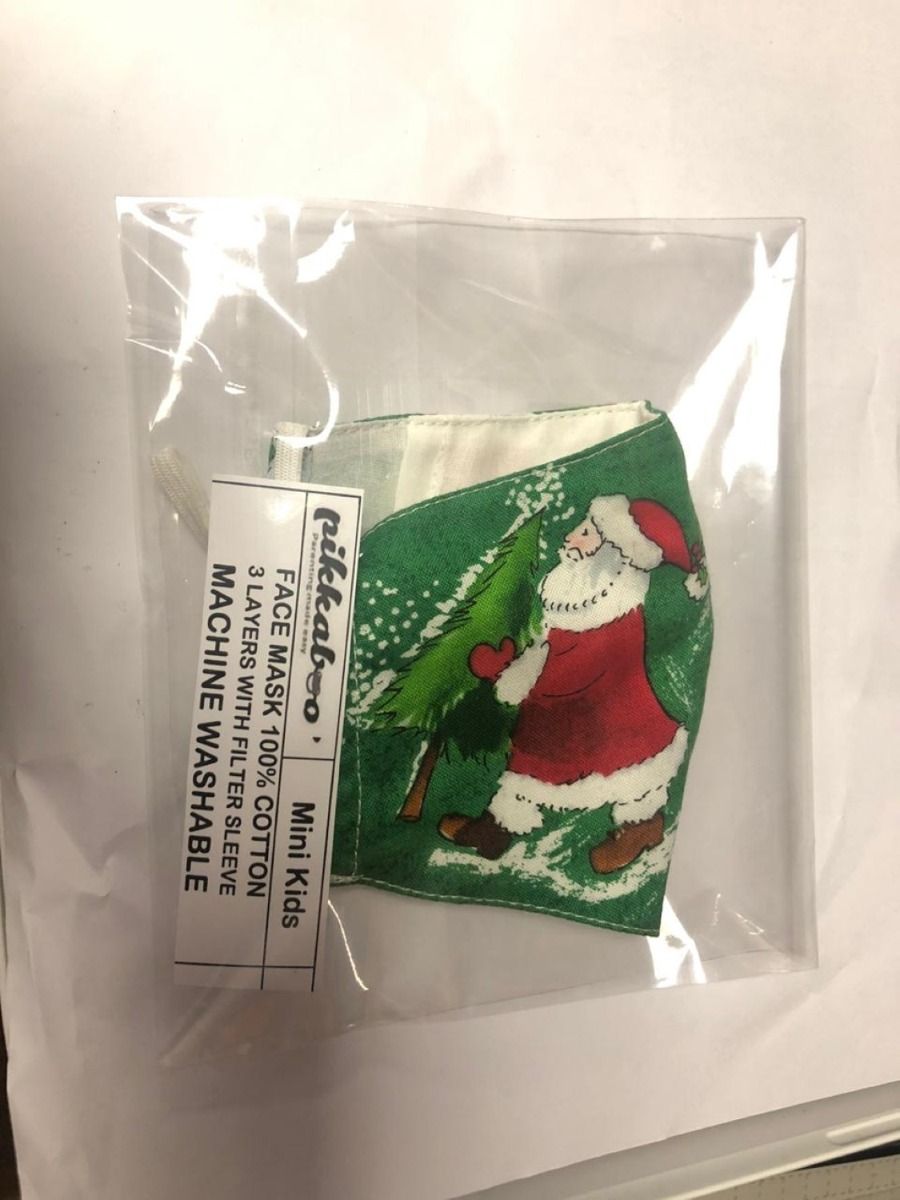 pikkaboo
Parenting made easy
Mini Kids
FACE MASK 100% COTTON
3 LAYERS WITH FILTER SLEEVE
MACHINE WASHABLE